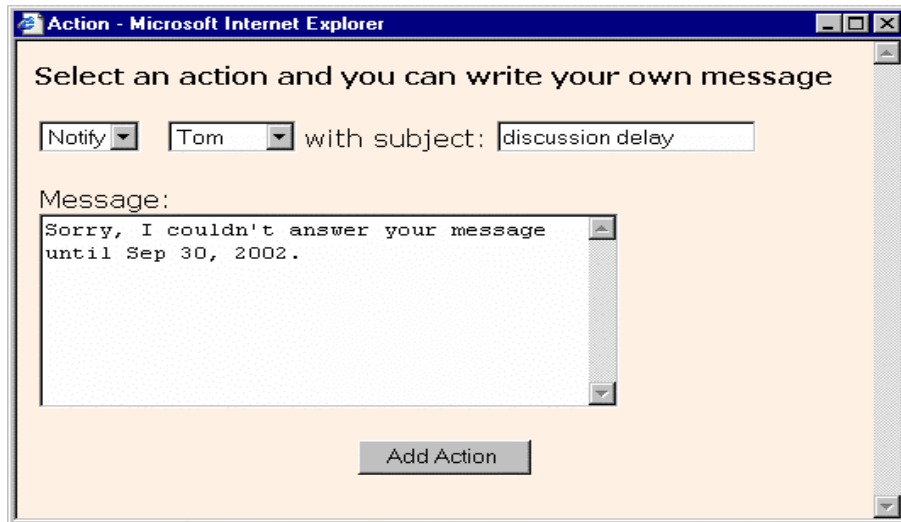 Action - Microsoft Internet Explorer
Select an action and you can write your own message
Notify Tom with subject: discussion delay
Message:
Sorry, I couldn't answer your message
until Sep 30, 2002.
Add Action